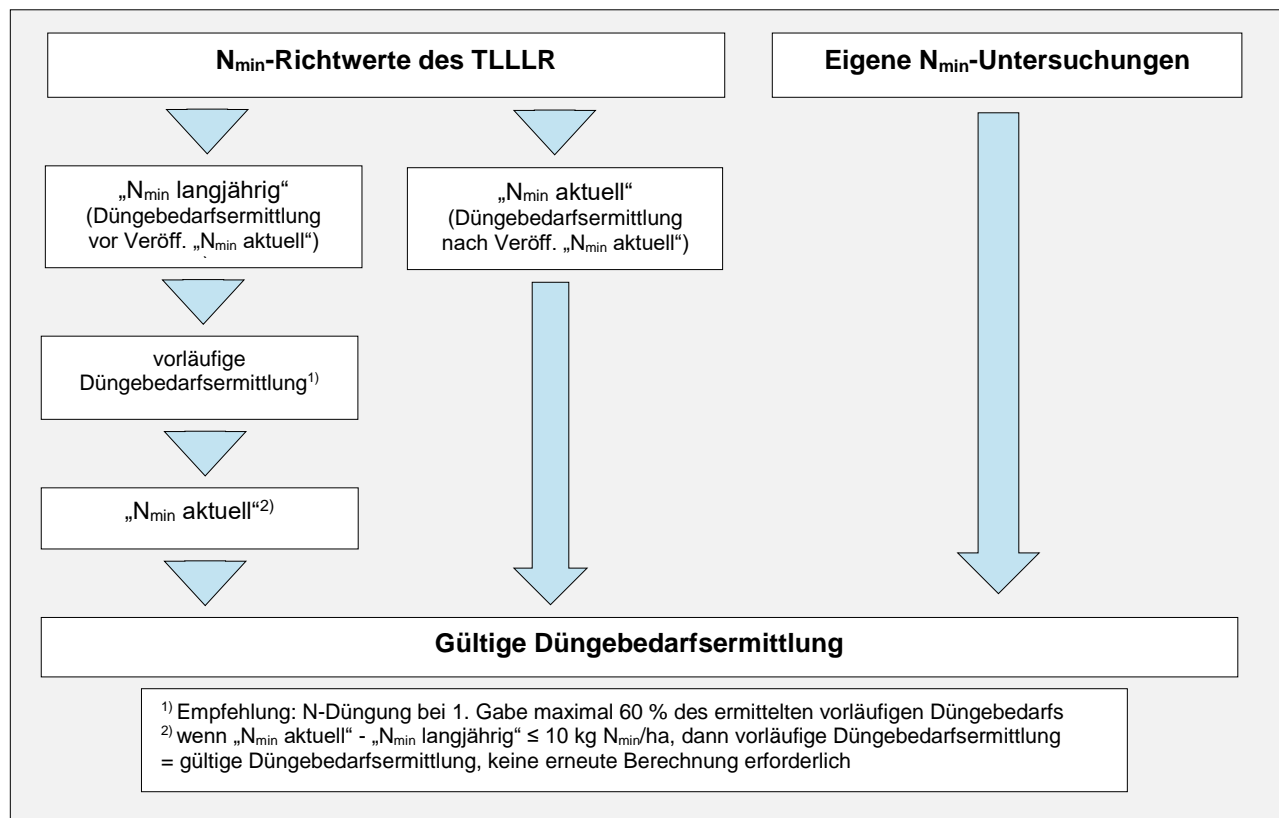 Nmin-Richtwerte des TLLLR
Eigene Nmin-Untersuchungen
„Nmin langjährig“
(Düngebedarfsermittlung
vor Veröff. „Nmin aktuell“)
„Nmin aktuell“
(Düngebedarfsermittlung
nach Veröff. „Nmin aktuell“)
vorläufige
Düngebedarfsermittlung1)
„Nmin aktuell“2)
Gültige Düngebedarfsermittlung
1) Empfehlung: N-Düngung bei 1. Gabe maximal 60 % des ermittelten vorläufigen Düngebedarfs
2) wenn „Nmin aktuell“ - „Nmin langjährig“ ≤ 10 kg Nmin/ha, dann vorläufige Düngebedarfsermittlung
= gültige Düngebedarfsermittlung, keine erneute Berechnung erforderlich